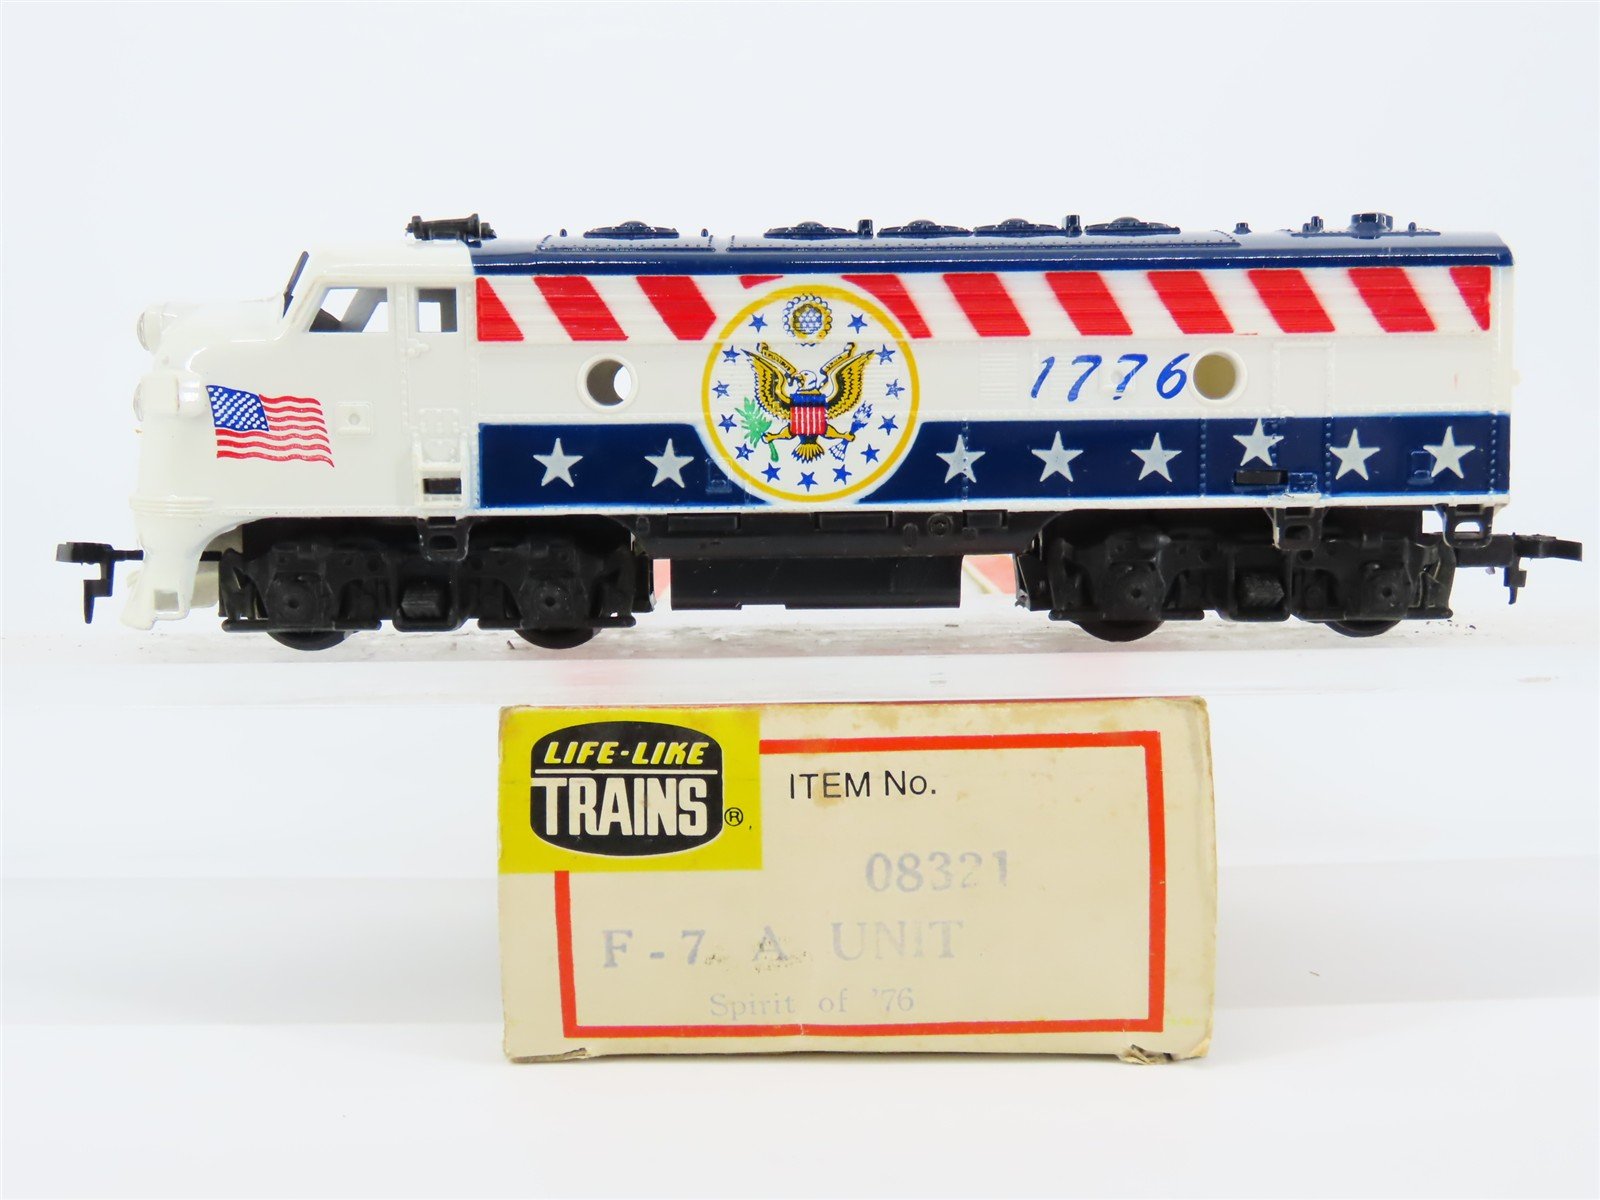 1776
LIFE-LIKE
TRAINS ®
ITEM No.
08321
F-7 A UNIT
Spirit of '76